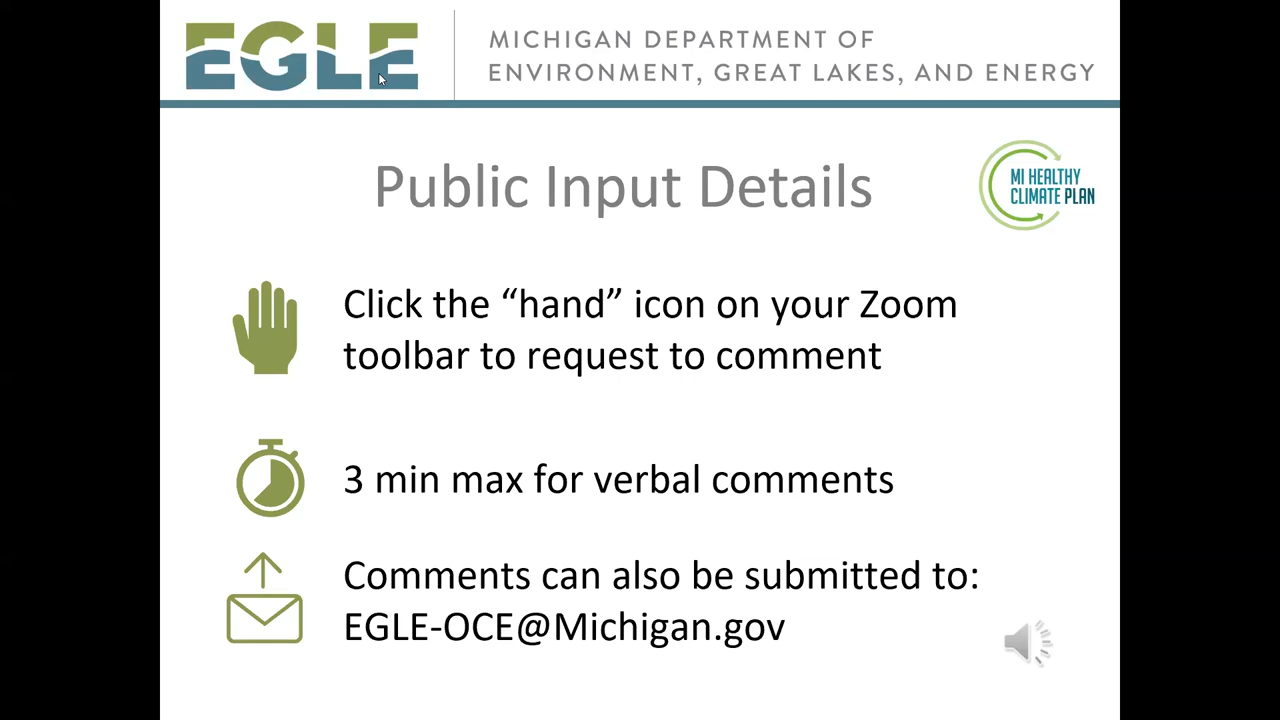 EGLE
MICHIGAN DEPARTMENT OF
ENVIRONMENT, GREAT LAKES, AND ENERGY
Public Input Details
MI HEALTHY
CLIMATE PLAN
Click the “hand” icon on your Zoom
toolbar to request to comment
3 min max for verbal comments
Comments can also be submitted to:
EGLE-OCE@Michigan.gov